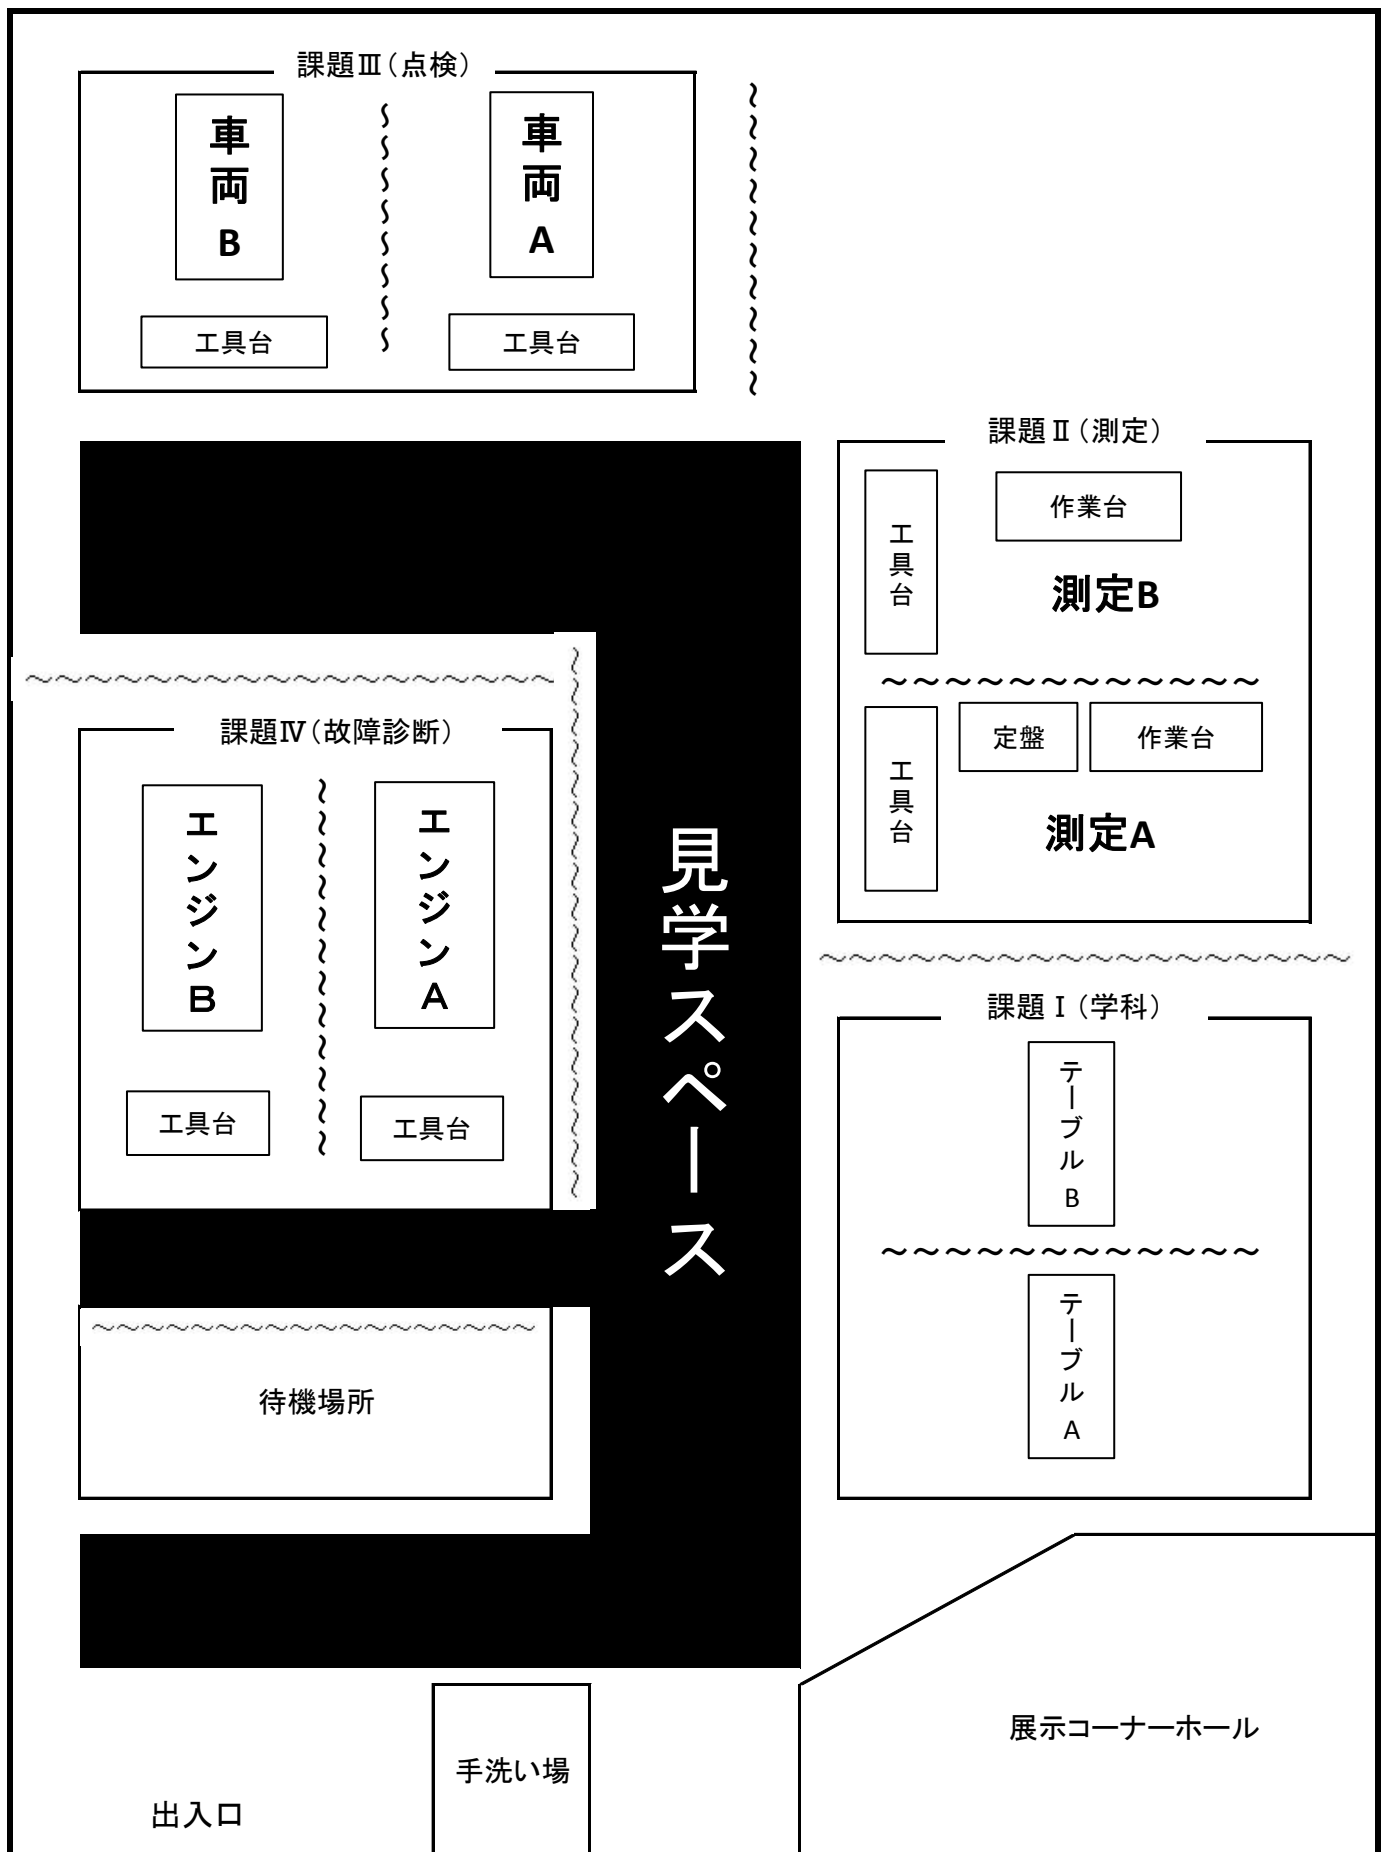 課題Ⅲ（点検）
車両B
車両A
工具台
工具台
課題Ⅱ（測定）
工具台
作業台
測定B
工具台
定盤
作業台
測定A
課題Ⅳ（故障診断）
エンジンB
エンジンA
工具台
工具台
見学スペース
課題Ⅰ（学科）
テーブルB
テーブルA
待機場所
展示コーナーホール
手洗い場
出入口